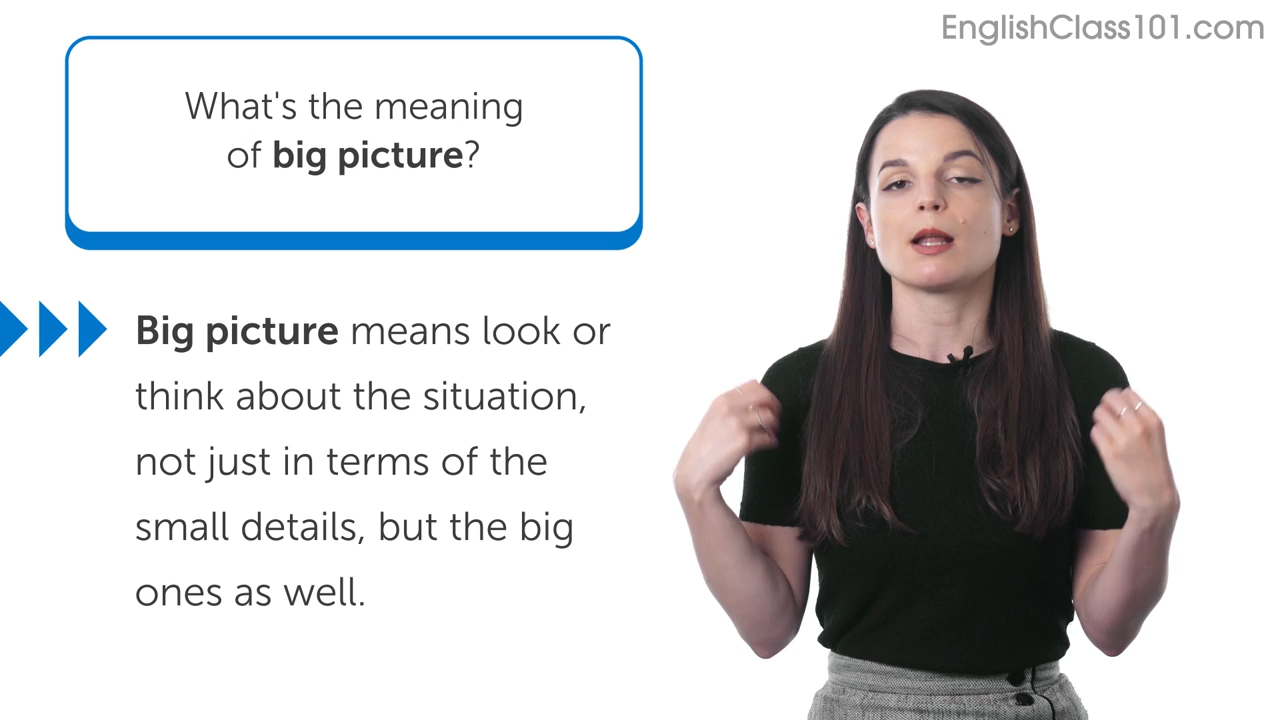 EnglishClass101.com
What's the meaning
of big picture?
Big picture means look or
think about the situation,
not just in terms of the
small details, but the big
ones as well.